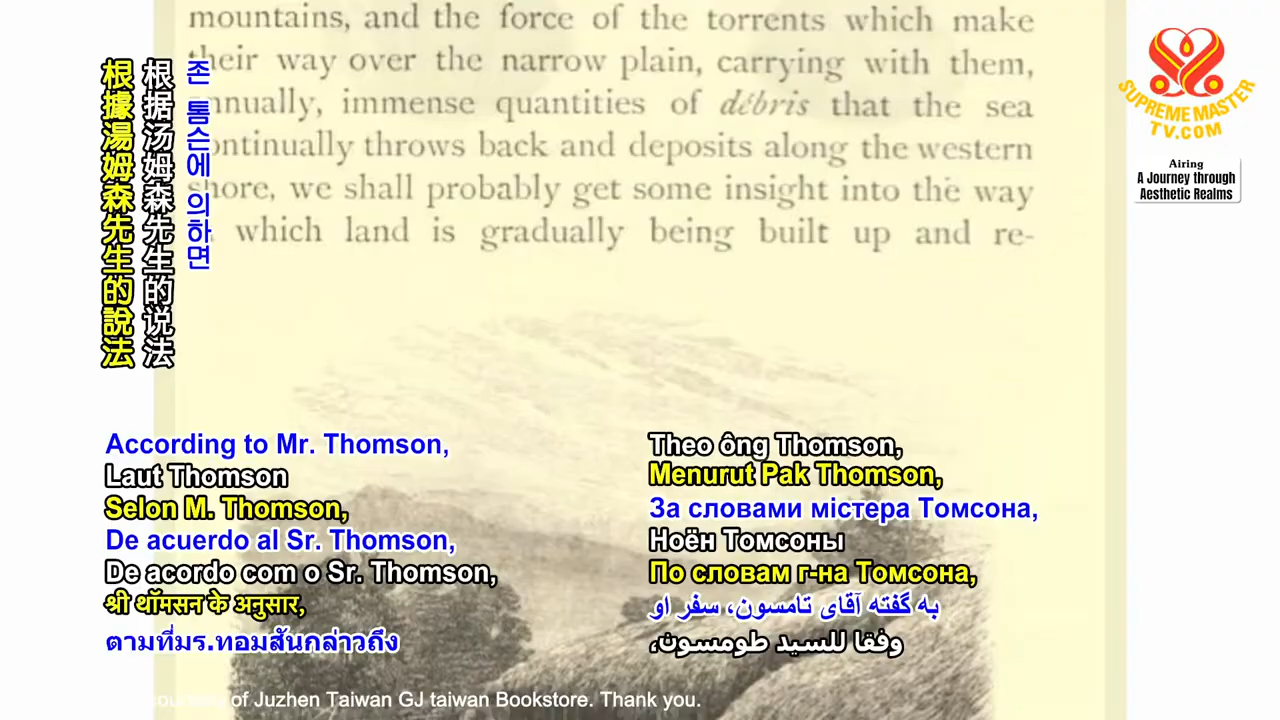 mountains, and the force of the torrents which make
their way over the narrow plain, carrying with them,
annually, immense quantities of débris that the sea
continually throws back and deposits along the western
shore, we shall probably get some insight into the way
which land is gradually being built up and re-
根據湯姆森先生的說法
根据汤姆森先生的说法
존 톰슨에 의하면
SUPREME MASTER
TV.COM
Airing
A Journey through
Aesthetic Realms
According to Mr. Thomson,
Laut Thomson
Selon M. Thomson,
De acuerdo al Sr. Thomson,
De acordo com o Sr. Thomson,
श्री थॉमसन के अनुसार,
ตามที่มร.ทอมสันกล่าวถึง
Theo ông Thomson,
Menurut Pak Thomson,
За словами містера Томсона,
Ноён Томсоны
По словам г-на Томсона,
به گفته آقای تامسون، سفر او
وفقا للسيد طومسون،
of Juzhen Taiwan GJ taiwan Bookstore. Thank you.